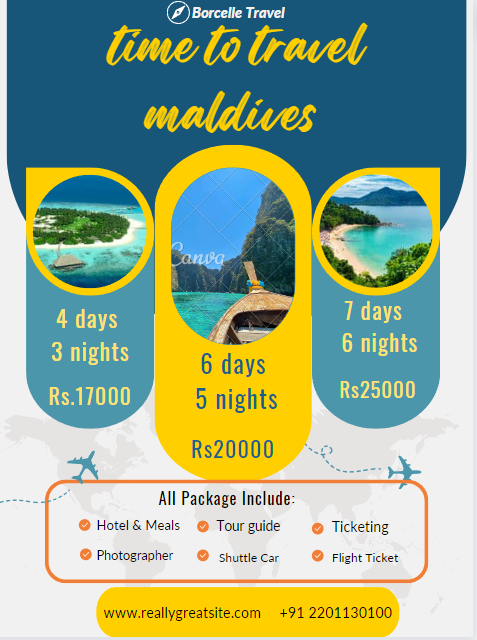 Borcelle Travel
time to travel
maldives
Canva
4 days
3 nights
Rs.17000
6 days
5 nights
Rs20000
7 days
6 nights
Rs25000
All Package Include:
Hotel & Meals
Tour guide
Ticketing
Photographer
Shuttle Car
Flight Ticket
www.reallygreatsite.com
+91 2201130100